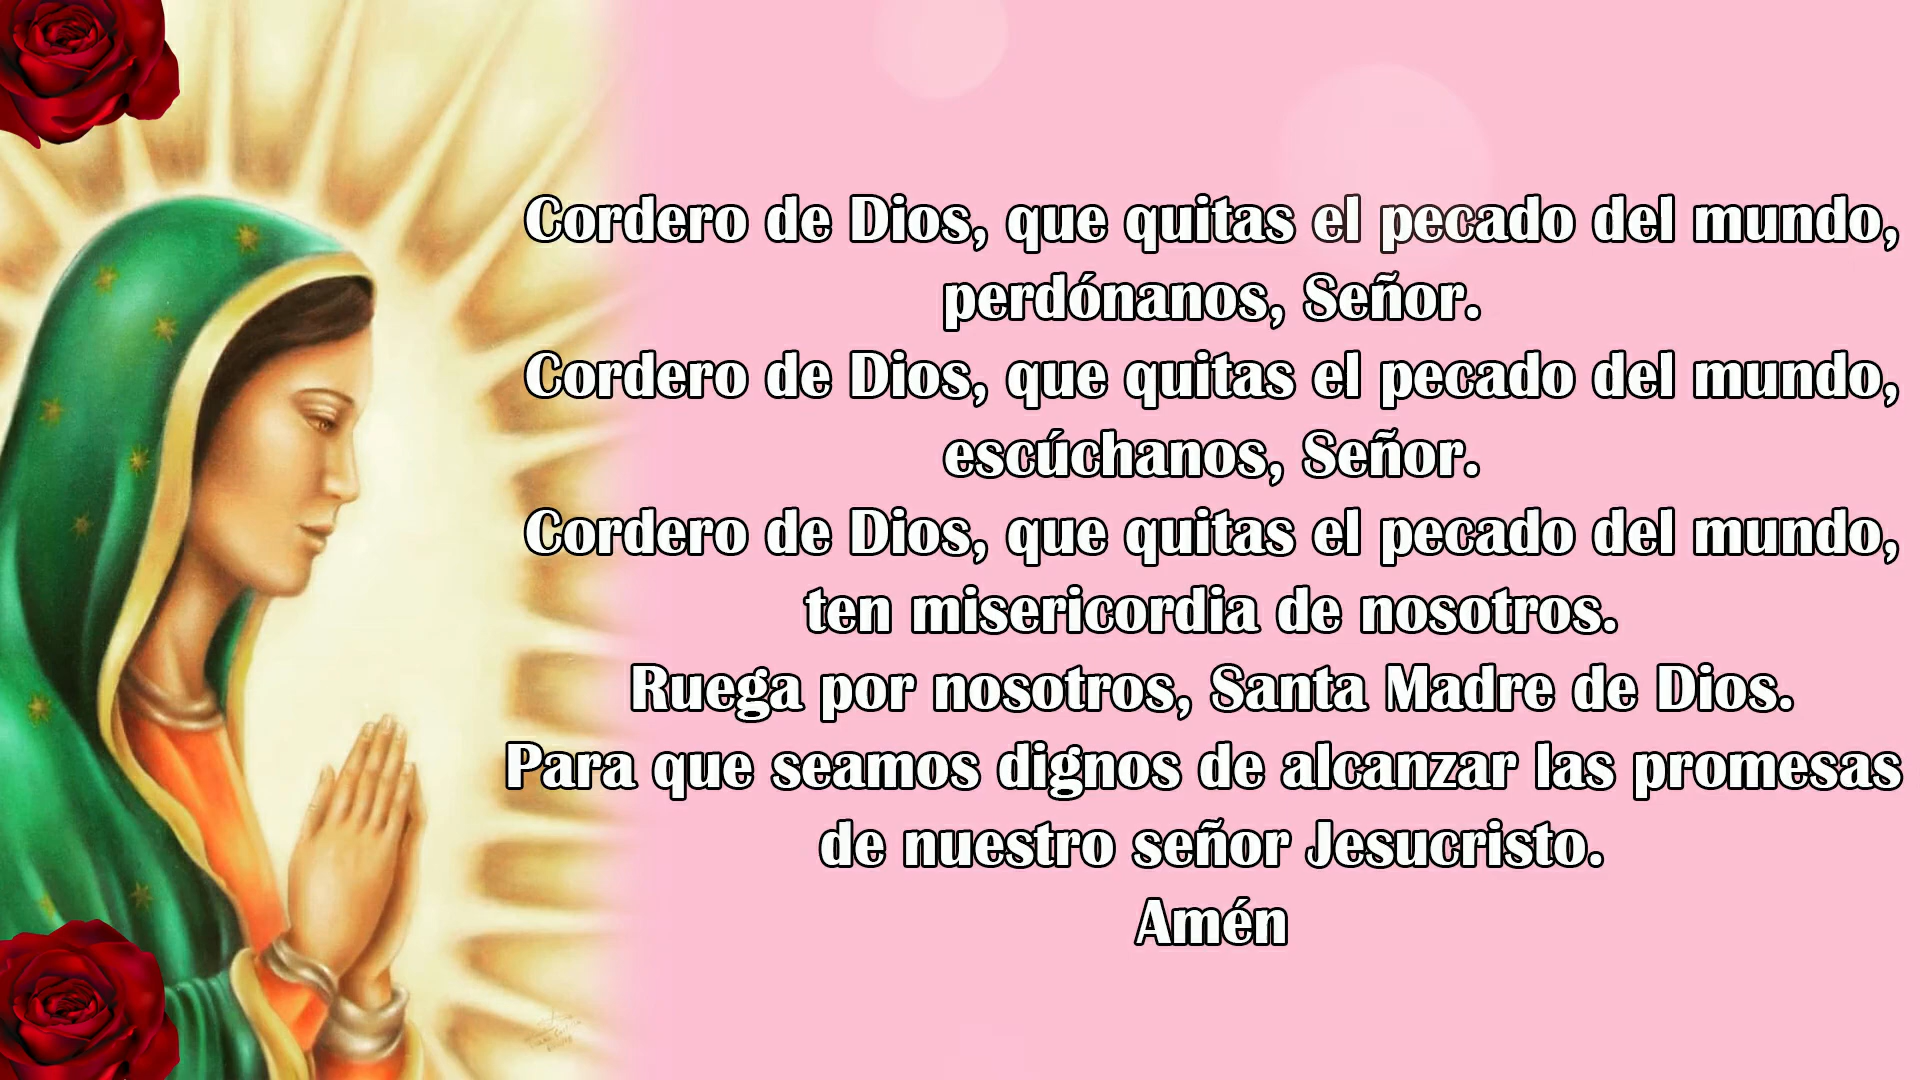 Cordero de Dios, que quitas el pecado del mundo,
perdónanos, Señor.
Cordero de Dios, que quitas el pecado del mundo,
escúchanos, Señor.
Cordero de Dios, que quitas el pecado del mundo,
ten misericordia de nosotros.
Ruega por nosotros, Santa Madre de Dios.
Para que seamos dignos de alcanzar las promesas
de nuestro señor Jesucristo.
Amén